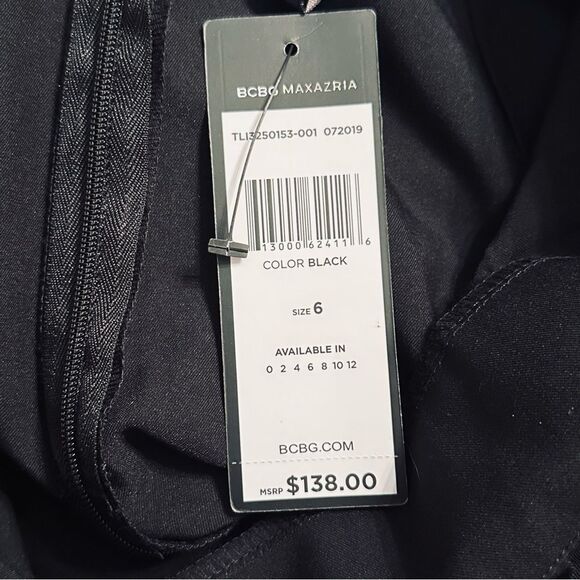 BCBG MAXAZRIA
TLI3250153-001 072019
13000 62411 6
COLOR BLACK
SIZE 6
AVAILABLE IN
0 2 4 6 8 10 12
BCBG.COM
MSRP $138.00